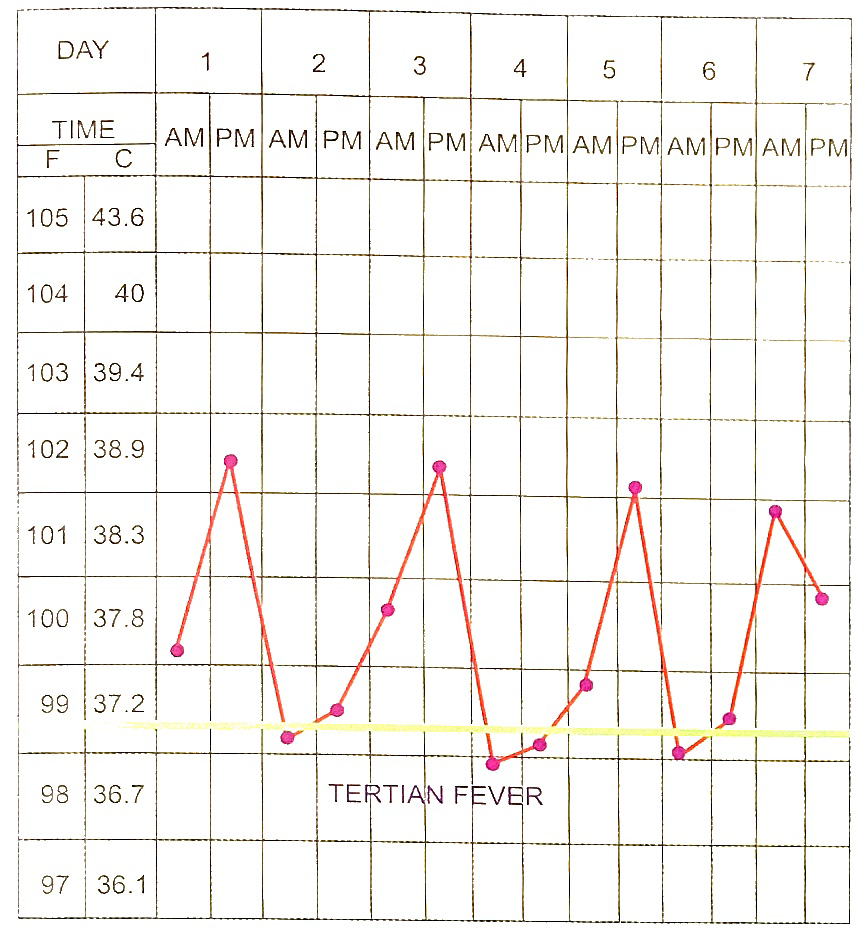 DAY 1 2 3 4 5 6 7
TIME AM PM AM PM AM PM AM PM AM PM AM PM AM PM
F C
105 43.6
104 40
103 39.4
102 38.9
101 38.3
100 37.8
99 37.2
98 36.7 TERTIAN FEVER
97 36.1